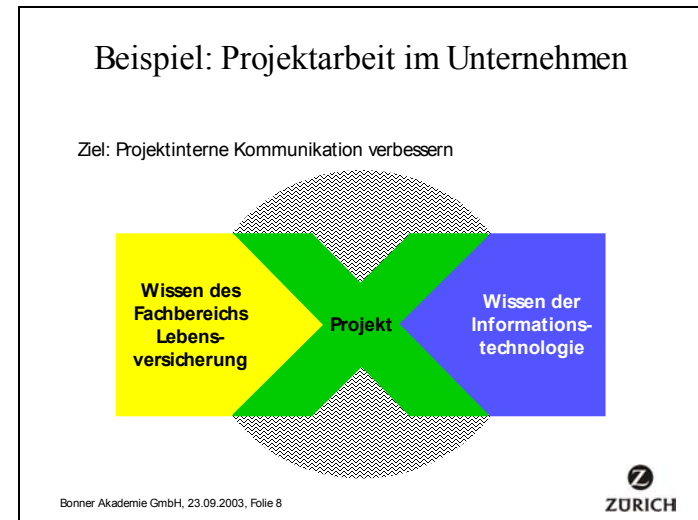 Beispiel: Projektarbeit im Unternehmen
Ziel: Projektinterne Kommunikation verbessern
Wissen des
Fachbereichs
Lebens-
versicherung
Projekt
Wissen der
Informations-
technologie
Bonner Akademie GmbH, 23.09.2003, Folie 8
Z
ZÜRICH